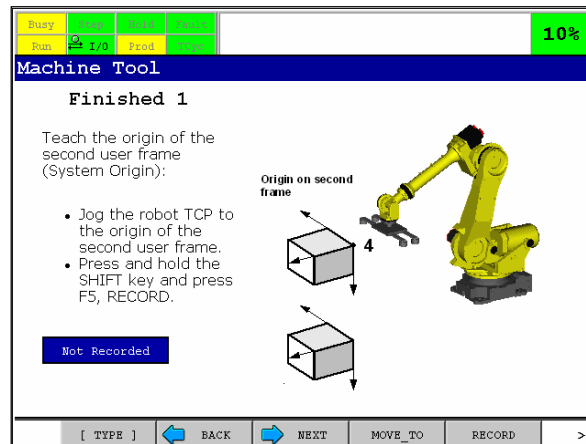 Busy Step Hold Fault
Run I/O Prod TCyc
10%
Machine Tool
Finished 1
Teach the origin of the
second user frame
(System Origin):
• Jog the robot TCP to
the origin of the
second user frame.
• Press and hold the
SHIFT key and press
F5, RECORD.
Not Recorded
Origin on second
frame
4
[ TYPE ] BACK NEXT MOVE_TO RECORD >